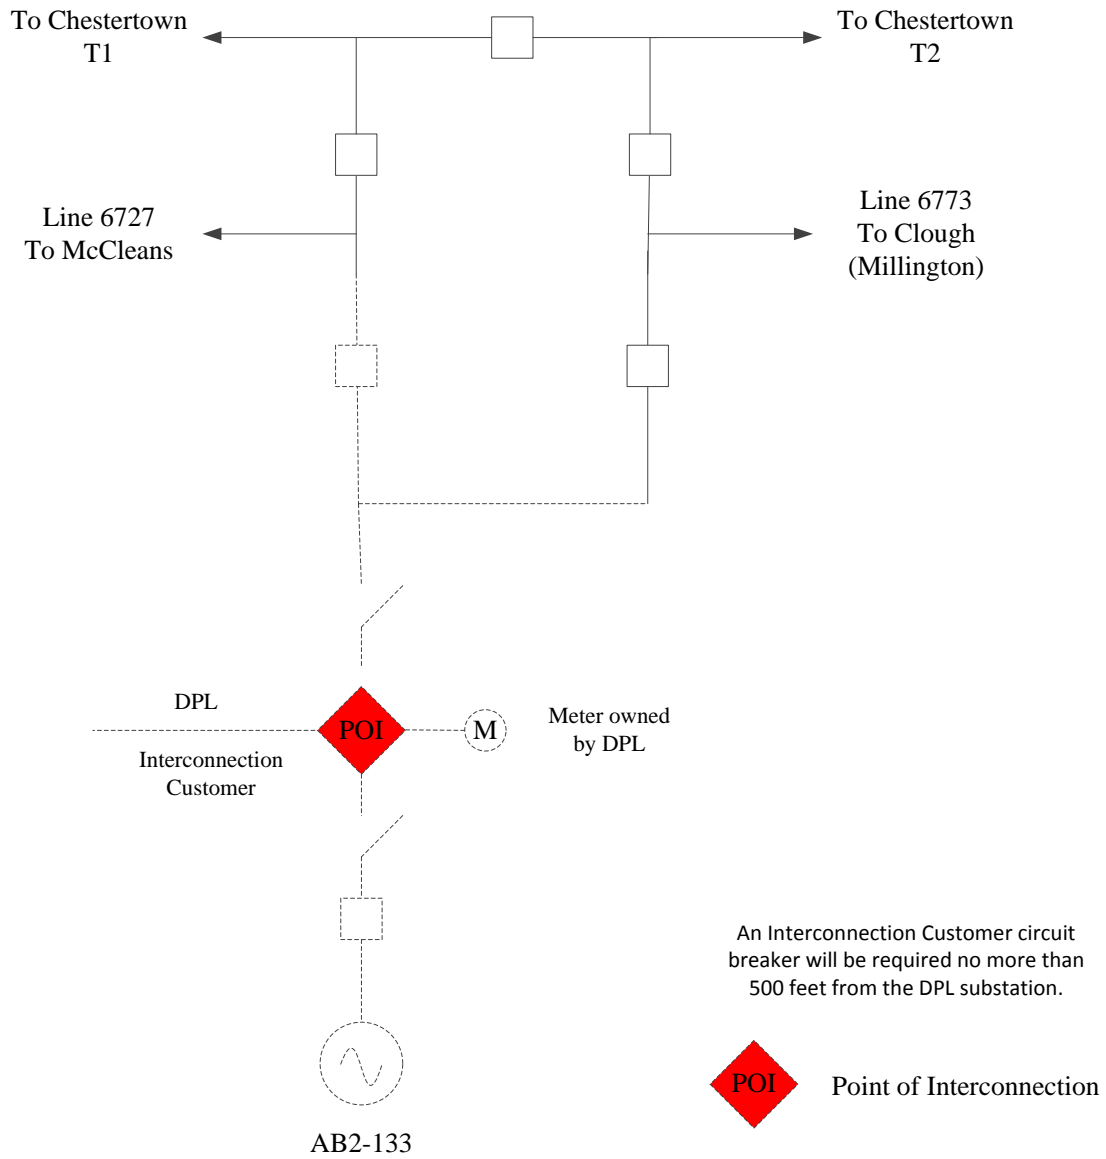 To Chestertown
T1
To Chestertown
T2
Line 6727
To McCleans
Line 6773
To Clough
(Millington)
DPL
POI
M
Meter owned
by DPL
Interconnection
Customer
An Interconnection Customer circuit
breaker will be required no more than
500 feet from the DPL substation.
POI
Point of Interconnection
AB2-133